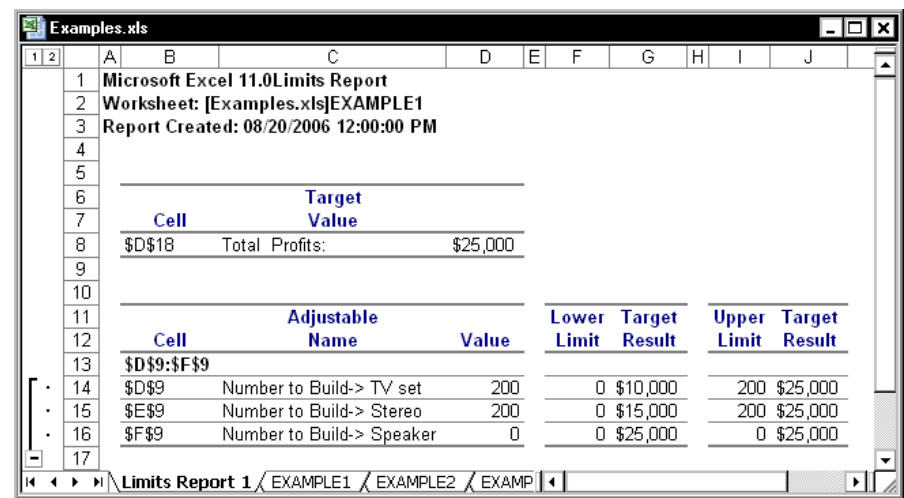 Examples.xls
1 2 A B C D E F G H I J
1 Microsoft Excel 11.0Limits Report
2 Worksheet: [Examples.xls]EXAMPLE1
3 Report Created: 08/20/2006 12:00:00 PM
4
5
6 Target
7 Cell Value
8 $D$18 Total Profits: $25,000
9
10
11 Adjustable Lower Target Upper Target
12 Cell Name Value Limit Result Limit Result
13 $D$9:$F$9
14 $D$9 Number to Build-> TV set 200 0 $10,000 200 $25,000
15 $E$9 Number to Build-> Stereo 200 0 $15,000 200 $25,000
16 $F$9 Number to Build-> Speaker 0 0 $25,000 0 $25,000
17
Limits Report 1 EXAMPLE1 EXAMPLE2 EXAMP